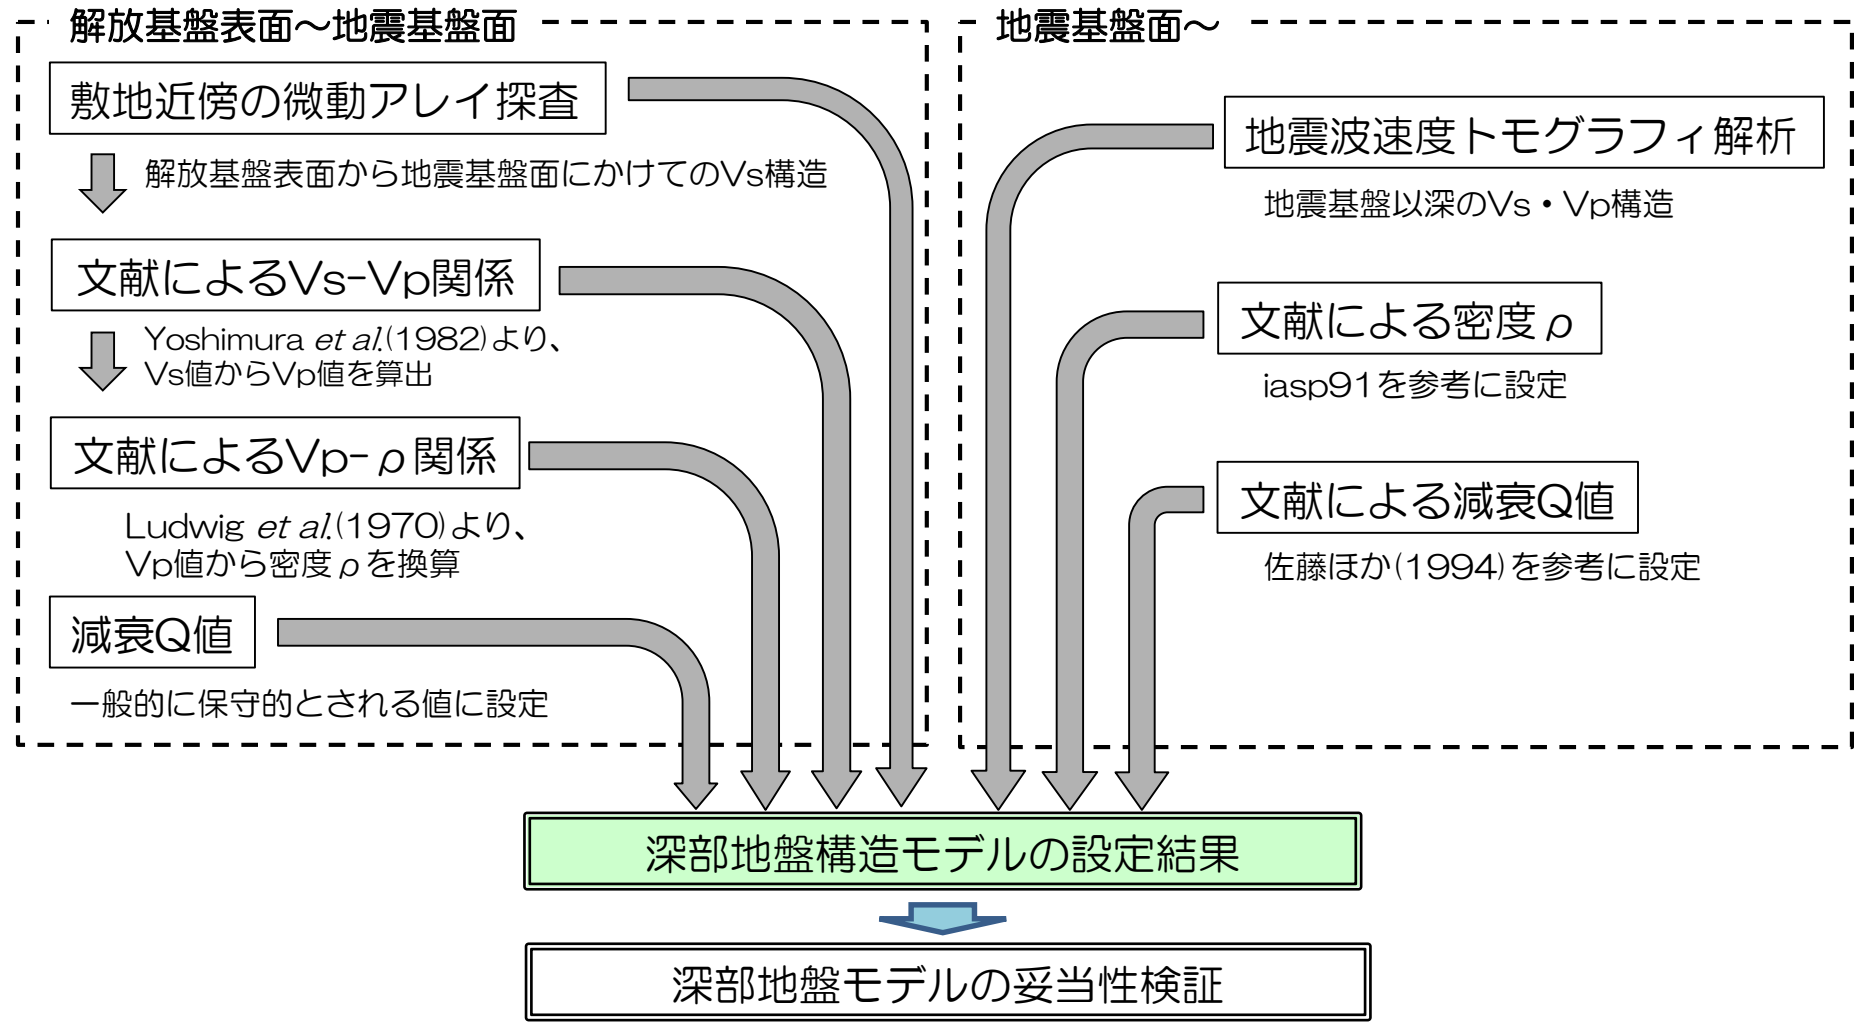 解放基盤表面～地震基盤面
敷地近傍の微動アレイ探査
解放基盤表面から地震基盤面にかけてのVs構造
文献によるVs-Vp関係
Yoshimura et al.(1982)より、
Vs値からVp値を算出
文献によるVp-ρ関係
Ludwig et al.(1970)より、
Vp値から密度ρを換算
減衰Q値
一般的に保守的とされる値に設定
地震基盤面～
地震波速度トモグラフィ解析
地震基盤以深のVs・Vp構造
文献による密度ρ
iasp91を参考に設定
文献による減衰Q値
佐藤ほか(1994)を参考に設定
深部地盤構造モデルの設定結果
深部地盤モデルの妥当性検証